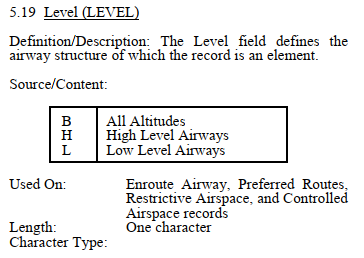 5.19 Level (LEVEL)
Definition/Description: The Level field defines the
airway structure of which the record is an element.
Source/Content:
B All Altitudes
H High Level Airways
L Low Level Airways
Used On: Enroute Airway, Preferred Routes,
Restrictive Airspace, and Controlled
Airspace records
Length: One character
Character Type: